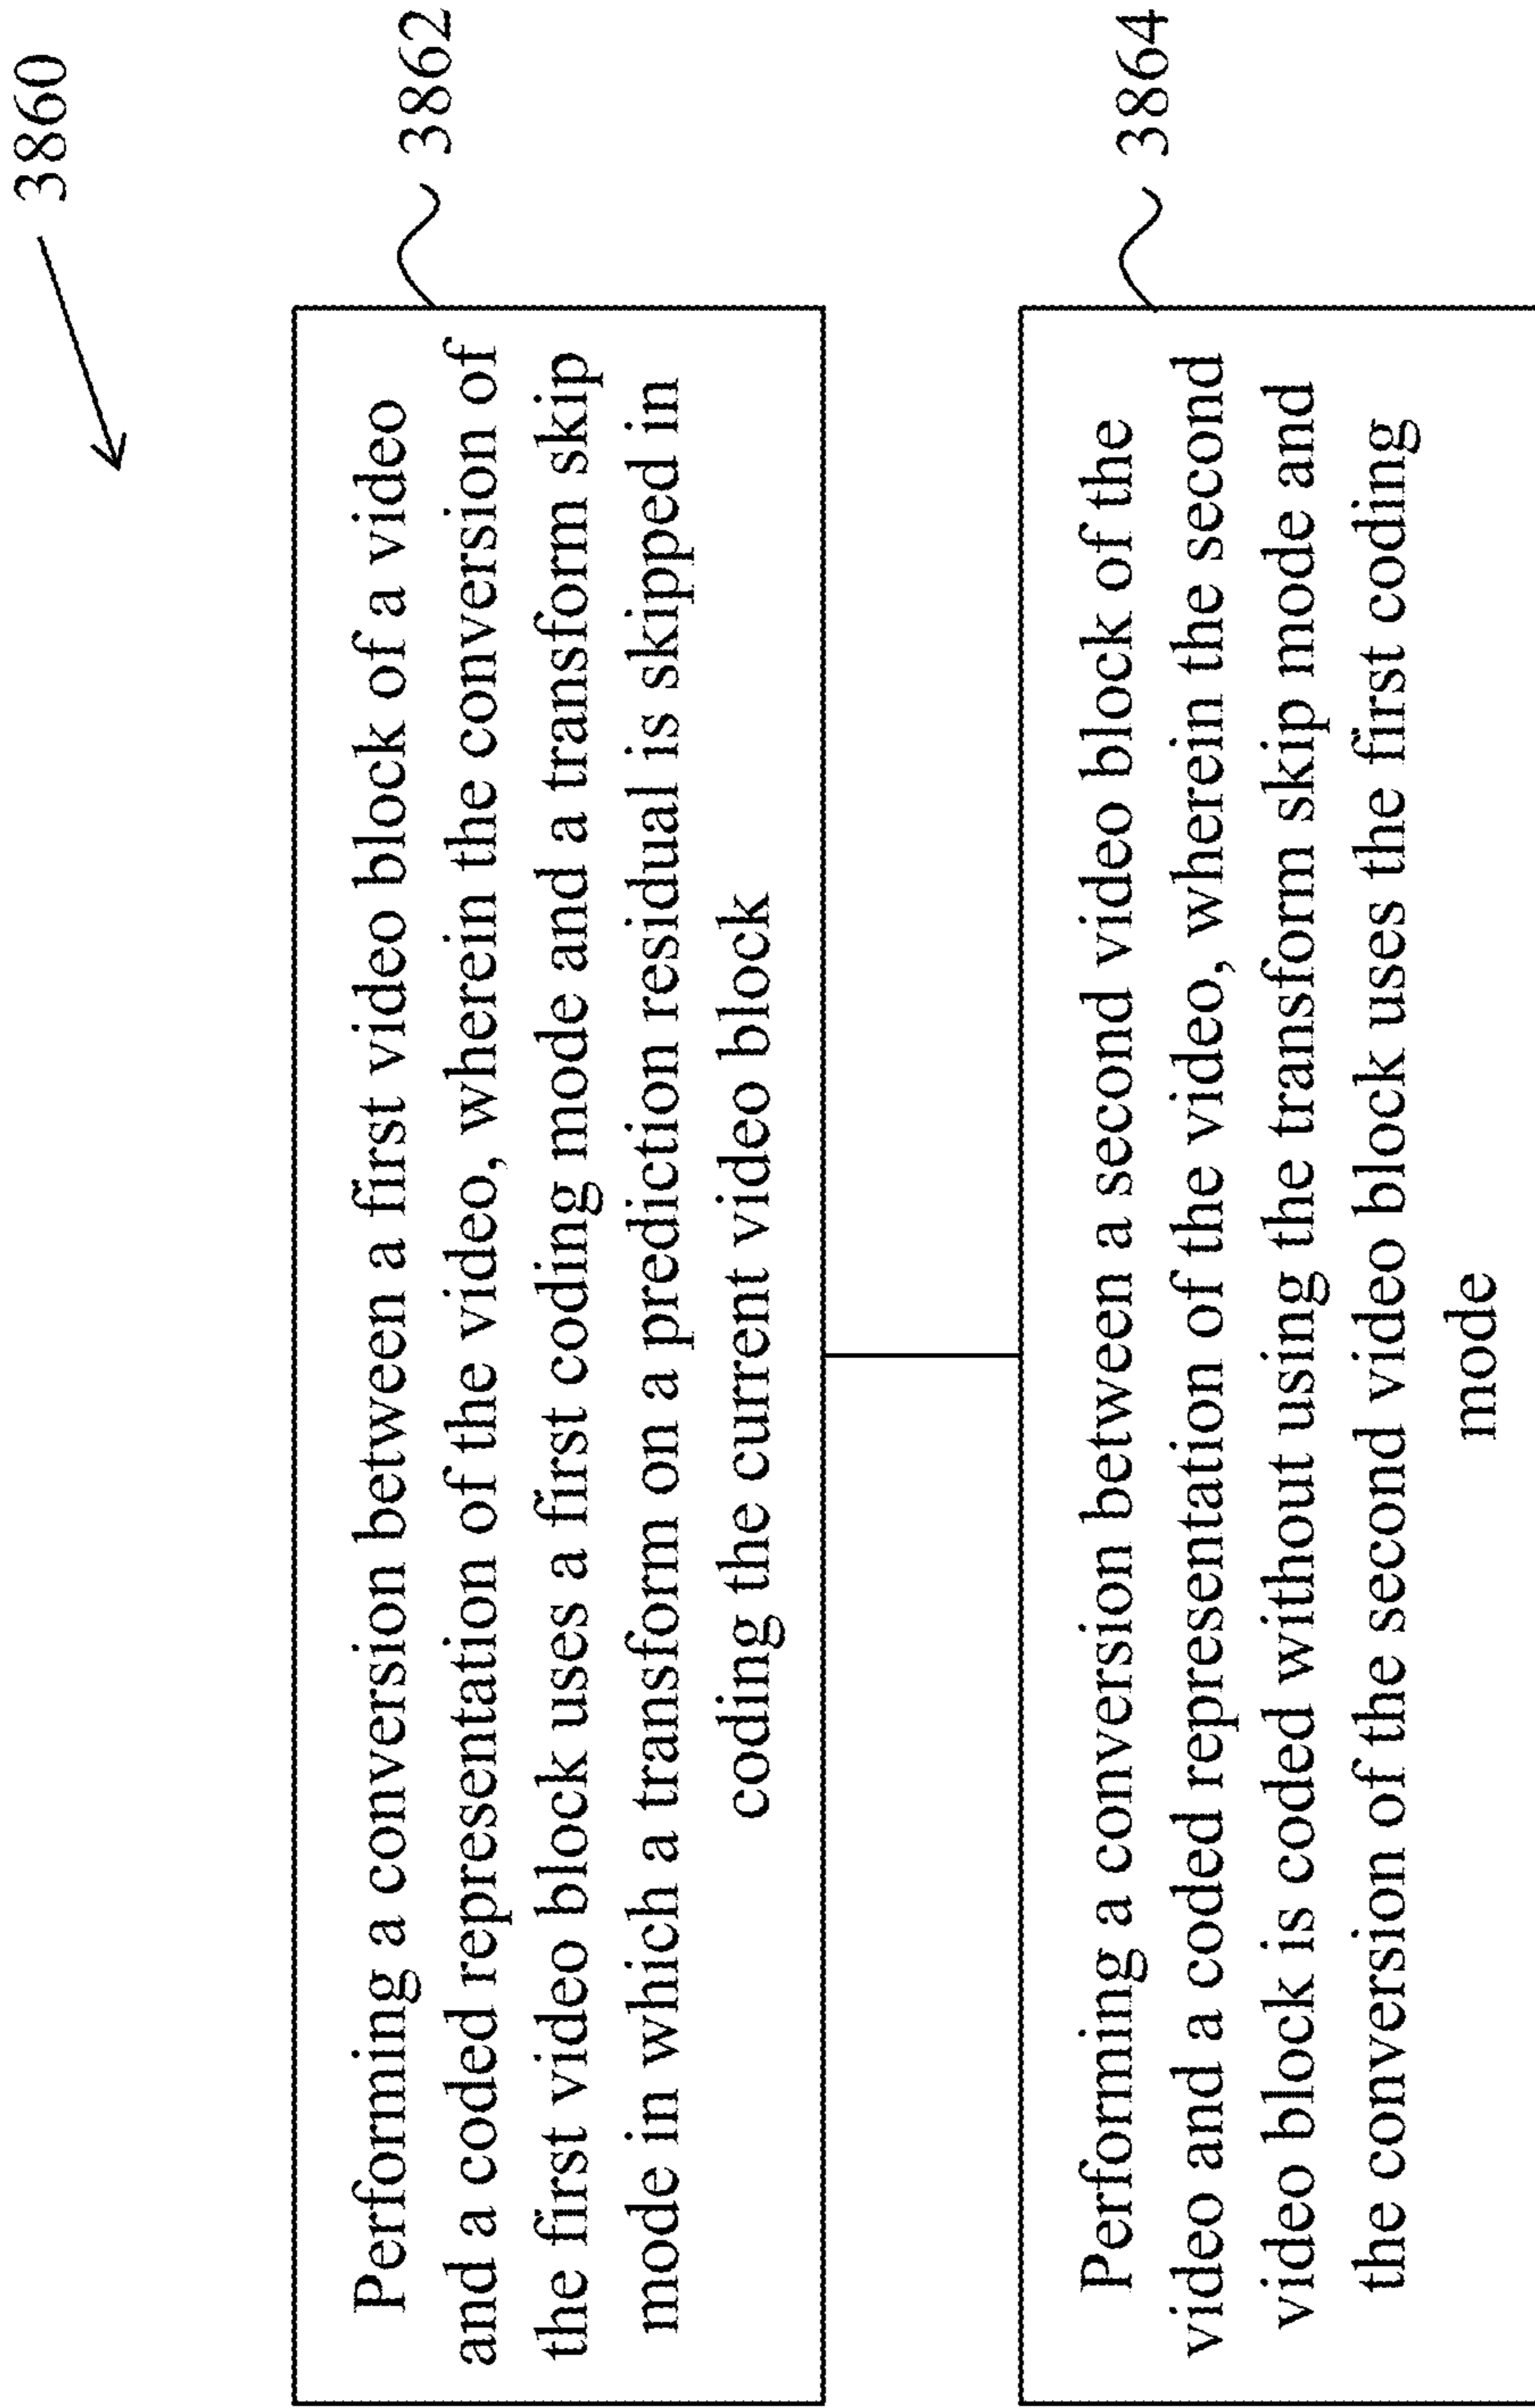 3860
Performing a conversion between a first video block of a video
and a coded representation of the video, wherein the conversion of
the first video block uses a first coding mode and a transform skip
mode in which a transform on a prediction residual is skipped in
coding the current video block
3862
Performing a conversion between a second video block of the
video and a coded representation of the video, wherein the second
video block is coded without using the transform skip mode and
the conversion of the second video block uses the first coding
mode
3864